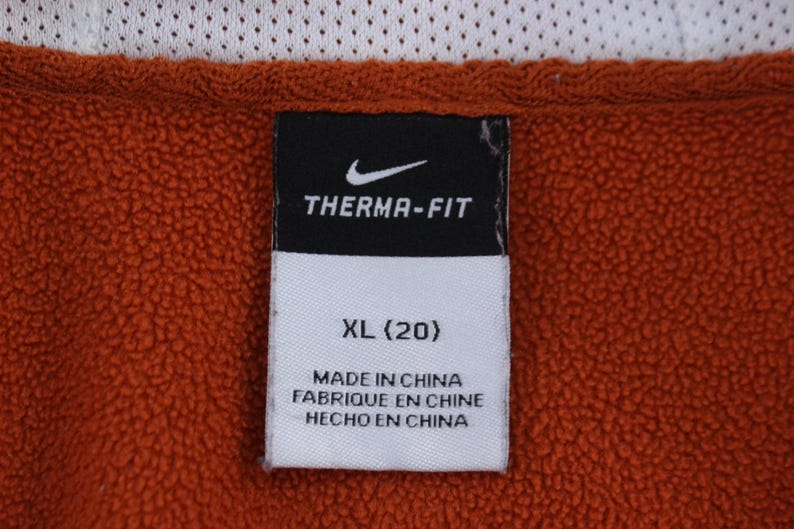 THERMA-FIT
XL (20)
MADE IN CHINA
FABRIQUE EN CHINE
HECHO EN CHINA